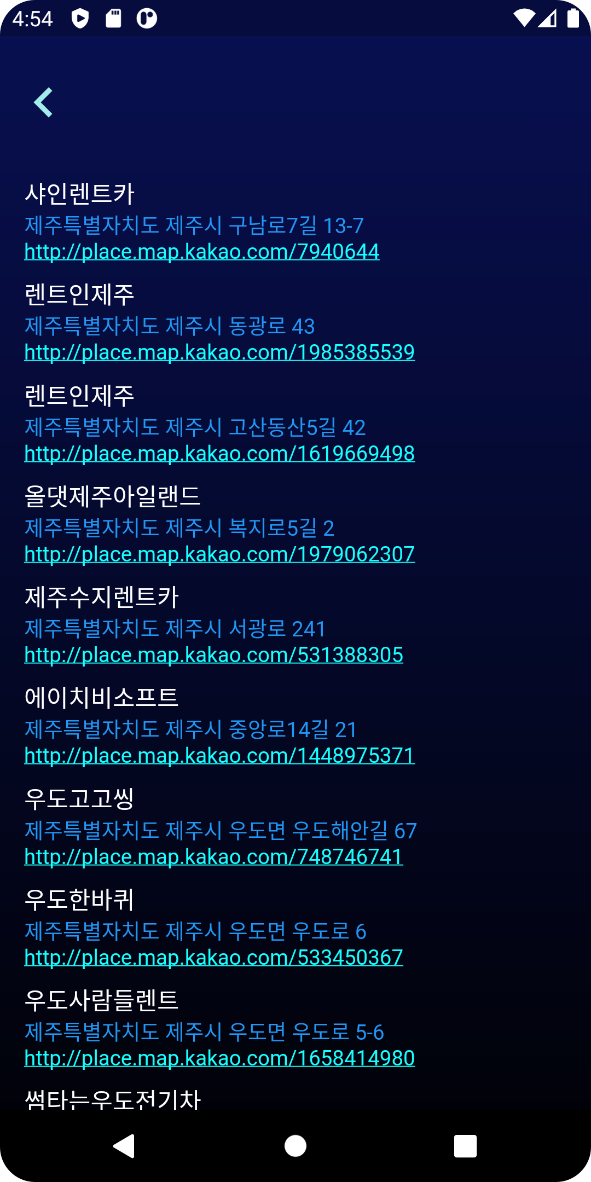 4:54
샤인렌트카
제주특별자치도 제주시 구남로7길 13-7
http://place.map.kakao.com/7940644
렌트인제주
제주특별자치도 제주시 동광로 43
http://place.map.kakao.com/1985385539
렌트인제주
제주특별자치도 제주시 고산동산5길 42
http://place.map.kakao.com/1619669498
올댓제주아일랜드
제주특별자치도 제주시 복지로5길 2
http://place.map.kakao.com/1979062307
제주수지렌트카
제주특별자치도 제주시 서광로 241
http://place.map.kakao.com/531388305
에이치비소프트
제주특별자치도 제주시 중앙로14길 21
http://place.map.kakao.com/1448975371
우도고고씽
제주특별자치도 제주시 우도면 우도해안길 67
http://place.map.kakao.com/748746741
우도한바퀴
제주특별자치도 제주시 우도면 우도로 6
http://place.map.kakao.com/533450367
우도사람들렌트
제주특별자치도 제주시 우도면 우도로 5-6
http://place.map.kakao.com/1658414980
썸타는우도전기차